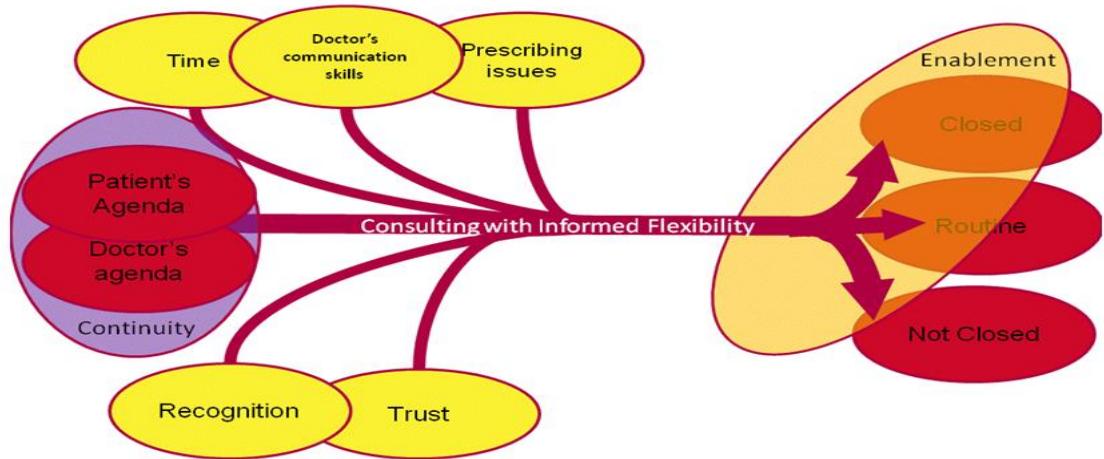 Time
Doctor's
communication
skills
Prescribing
issues
Enablement
Closed
Patient's
Agenda
Consulting with Informed Flexibility
Routine
Doctor's
agenda
Continuity
Not Closed
Recognition
Trust